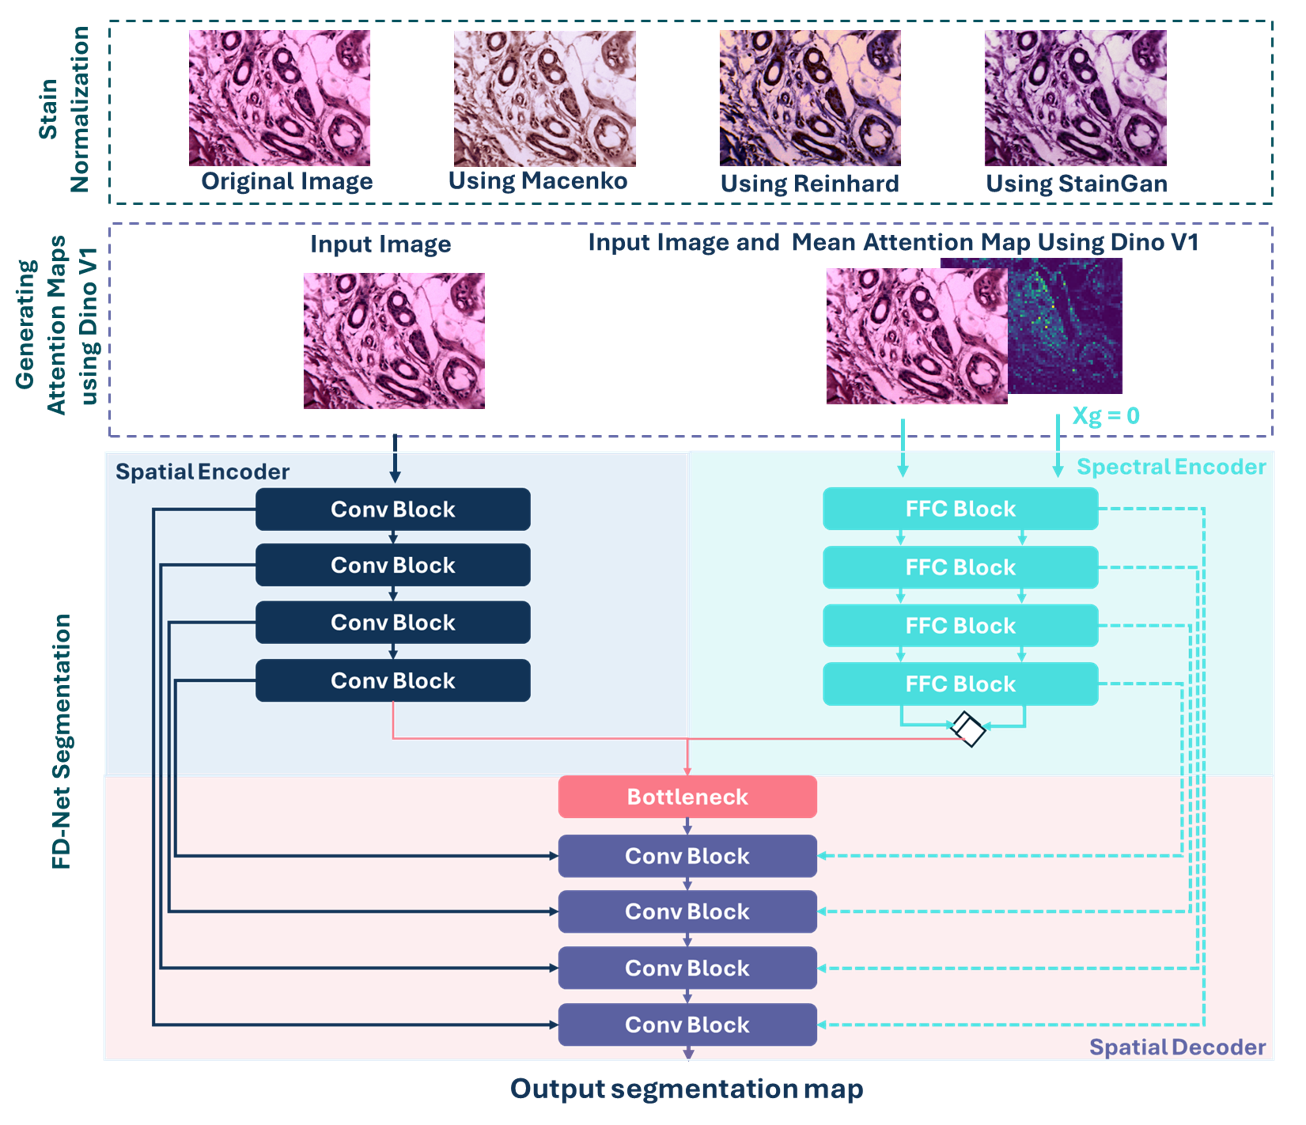 Stain
Normalization
Original Image
Using Macenko
Using Reinhard
Using StainGan
Generating
Attention Maps
using Dino V1
Input Image
Input Image and Mean Attention Map Using Dino V1
Xg = 0
FD-Net Segmentation
Spatial Encoder
Spectral Encoder
Conv Block
Conv Block
Conv Block
Conv Block
FFC Block
FFC Block
FFC Block
FFC Block
Bottleneck
Conv Block
Conv Block
Conv Block
Conv Block
Spatial Decoder
Output segmentation map